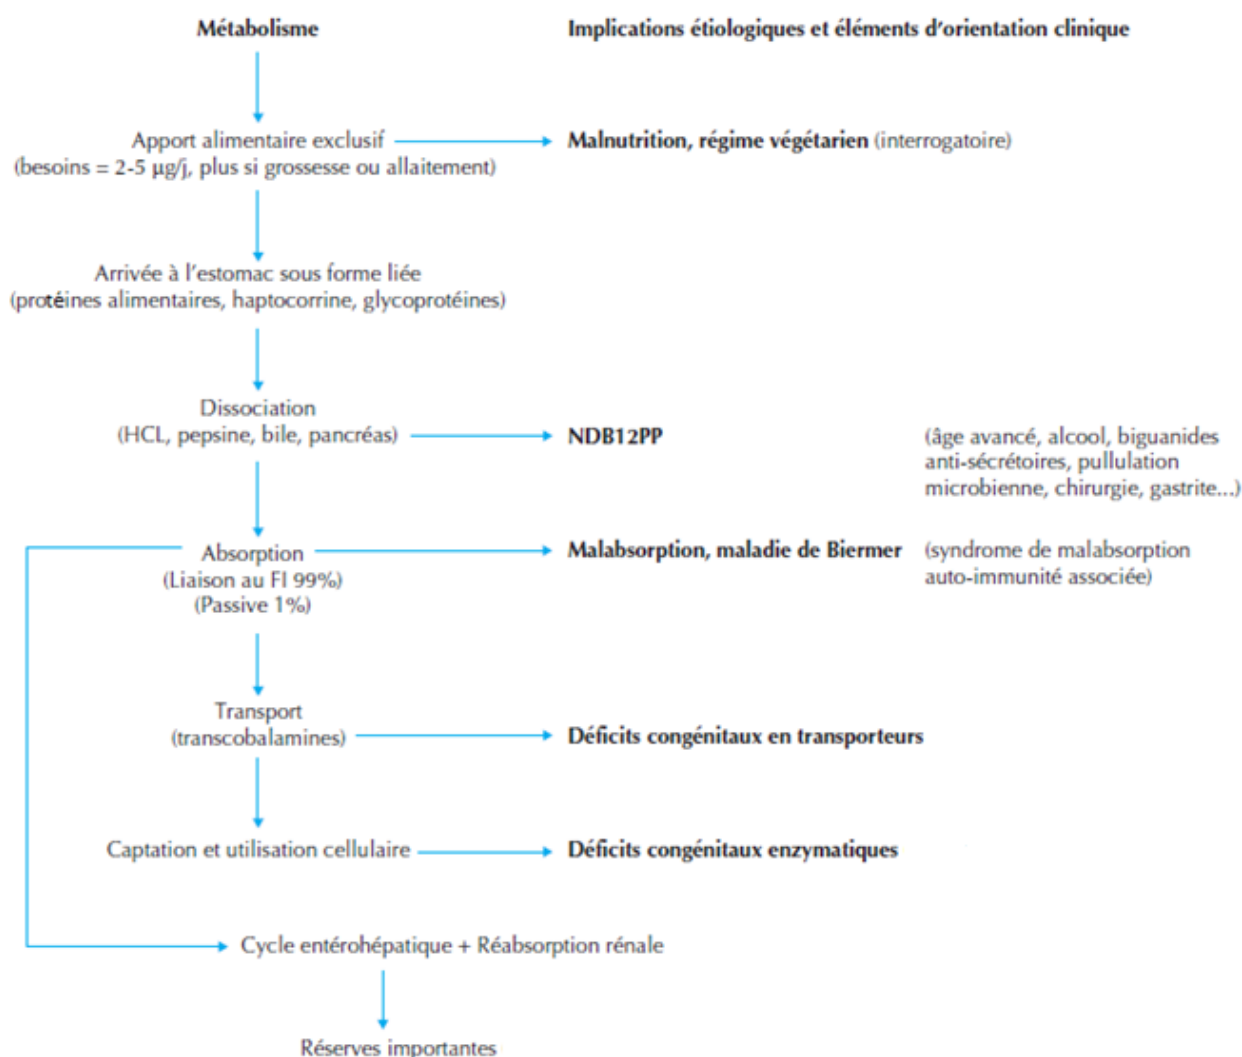 Métabolisme
Implications étiologiques et éléments d'orientation clinique
Apport alimentaire exclusif
(besoins = 2-5 µg/j, plus si grossesse ou allaitement)
Malnutrition, régime végétarien (interrogatoire)
Arrivée à l'estomac sous forme liée
(protéines alimentaires, haptocorrine, glycoprotéines)
Dissociation
(HCL, pepsine, bile, pancréas)
NDB12PP
(âge avancé, alcool, biguanides
anti-sécrétoires, pullulation
microbienne, chirurgie, gastrite...)
Absorption
(Liaison au FI 99%)
(Passive 1%)
Malabsorption, maladie de Biermer
(syndrome de malabsorption
auto-immunité associée)
Transport
(transcobalamines)
Déficits congénitaux en transporteurs
Captation et utilisation cellulaire
Déficits congénitaux enzymatiques
Cycle entérohépatique + Réabsorption rénale
Réserves importantes